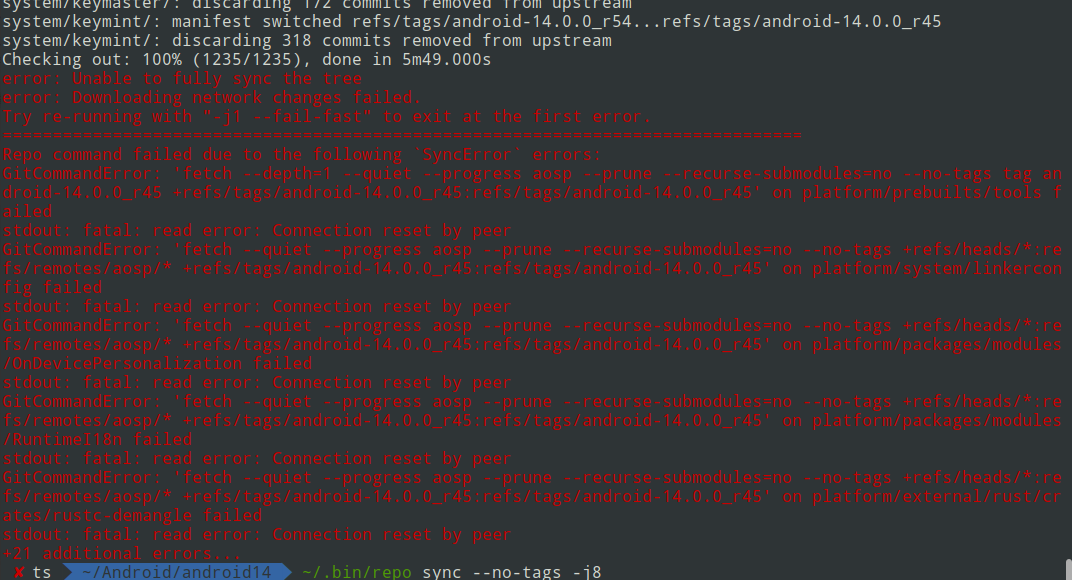 system/keymaster/: discarding 172 commits removed from upstream
system/keymint/: manifest switched refs/tags/android-14.0.0_r54...refs/tags/android-14.0.0_r45
system/keymint/: discarding 318 commits removed from upstream
Checking out: 100% (1235/1235), done in 5m49.000s
error: Unable to fully sync the tree
error: Downloading network changes failed.
Try re-running with "-j1 --fail-fast" to exit at the first error.
================================================================================
Repo command failed due to the following `SyncError` errors:
GitCommandError: 'fetch --depth=1 --quiet --progress aosp --prune --recurse-submodules=no --no-tags tag an
droid-14.0.0_r45 +refs/tags/android-14.0.0_r45:refs/tags/android-14.0.0_r45' on platform/prebuilts/tools f
ailed
stdout: fatal: read error: Connection reset by peer
GitCommandError: 'fetch --quiet --progress aosp --prune --recurse-submodules=no --no-tags +refs/heads/*:re
fs/remotes/aosp/* +refs/tags/android-14.0.0_r45:refs/tags/android-14.0.0_r45' on platform/system/linkercon
fig failed
stdout: fatal: read error: Connection reset by peer
GitCommandError: 'fetch --quiet --progress aosp --prune --recurse-submodules=no --no-tags +refs/heads/*:re
fs/remotes/aosp/* +refs/tags/android-14.0.0_r45:refs/tags/android-14.0.0_r45' on platform/packages/modules
/OnDevicePersonalization failed
stdout: fatal: read error: Connection reset by peer
GitCommandError: 'fetch --quiet --progress aosp --prune --recurse-submodules=no --no-tags +refs/heads/*:re
fs/remotes/aosp/* +refs/tags/android-14.0.0_r45:refs/tags/android-14.0.0_r45' on platform/packages/modules
/RuntimeI18n failed
stdout: fatal: read error: Connection reset by peer
GitCommandError: 'fetch --quiet --progress aosp --prune --recurse-submodules=no --no-tags +refs/heads/*:re
fs/remotes/aosp/* +refs/tags/android-14.0.0_r45:refs/tags/android-14.0.0_r45' on platform/external/rust/cr
ates/rustc-demangle failed
stdout: fatal: read error: Connection reset by peer
+21 additional errors...
✘ ts ~/Android/android14 ~/.bin/repo sync --no-tags -j8